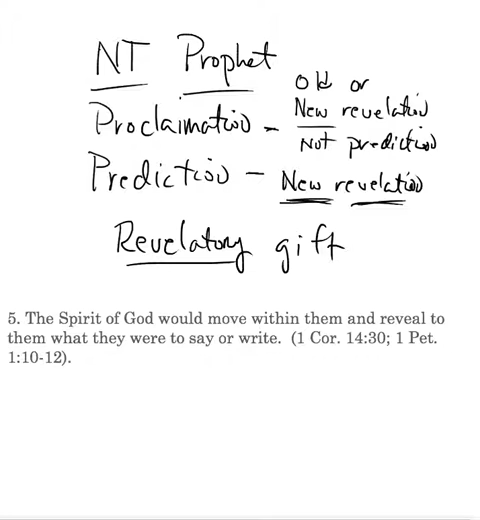 NT Prophet
Old or
Proclaimation - New revelation
Not prediction
Prediction - New revelation
Revelatory gift
5. The Spirit of God would move within them and reveal to
them what they were to say or write. (1 Cor. 14:30; 1 Pet.
1:10-12).